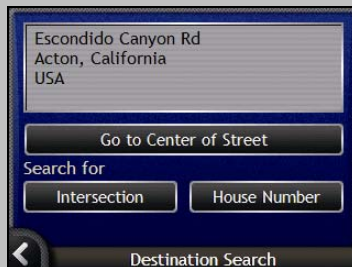 Escondido Canyon Rd
Acton, California
USA
Go to Center of Street
Search for
Intersection House Number
Destination Search